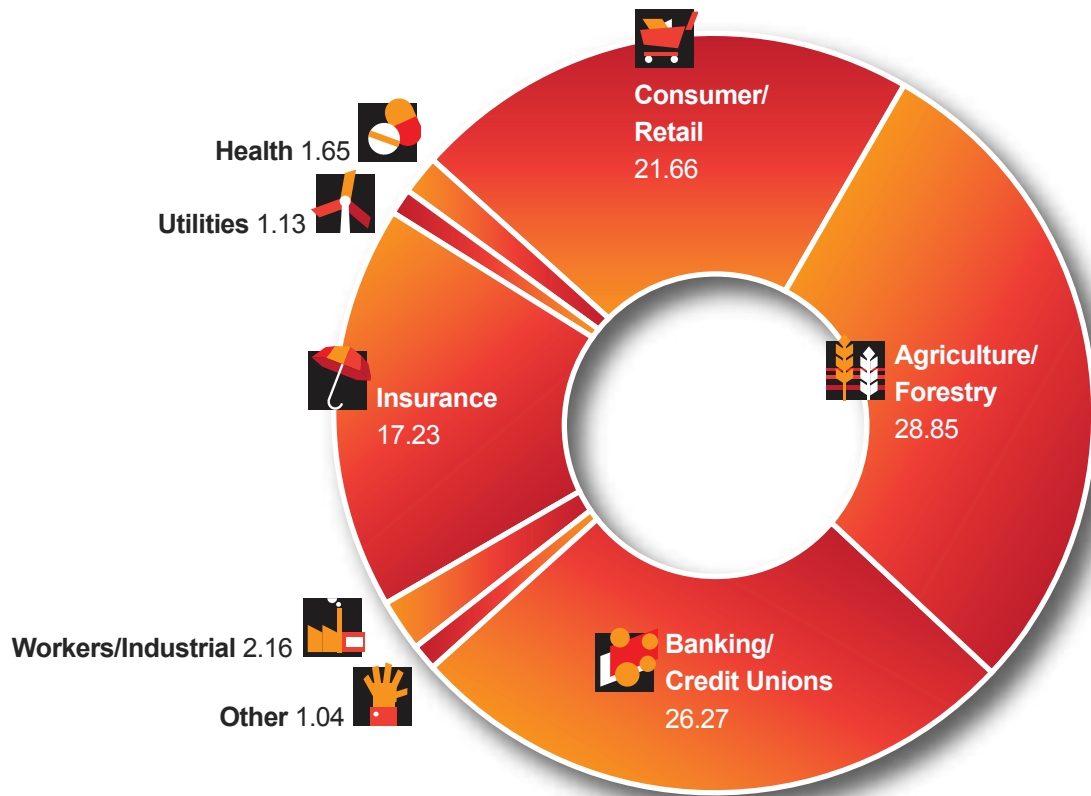 Consumer/
Retail
21.66
Health 1.65
Utilities 1.13
Agriculture/
Forestry
28.85
Insurance
17.23
Workers/Industrial 2.16
Banking/
Credit Unions
26.27
Other 1.04